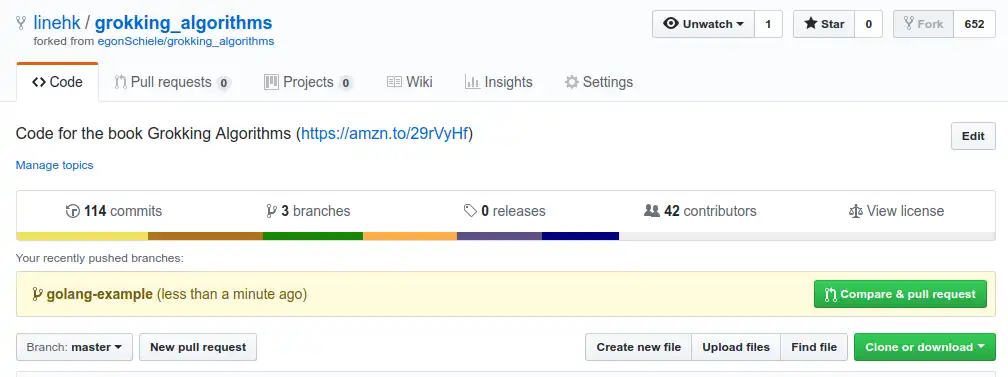 linehk / grokking_algorithms
forked from egonSchiele/grokking_algorithms
Unwatch 1 Star 0 Fork 652
Code Pull requests 0 Projects 0 Wiki Insights Settings
Code for the book Grokking Algorithms (https://amzn.to/29rVyHf)
Edit
Manage topics
114 commits 3 branches 0 releases 42 contributors View license
Your recently pushed branches:
golang-example (less than a minute ago) Compare & pull request
Branch: master New pull request Create new file Upload files Find file Clone or download